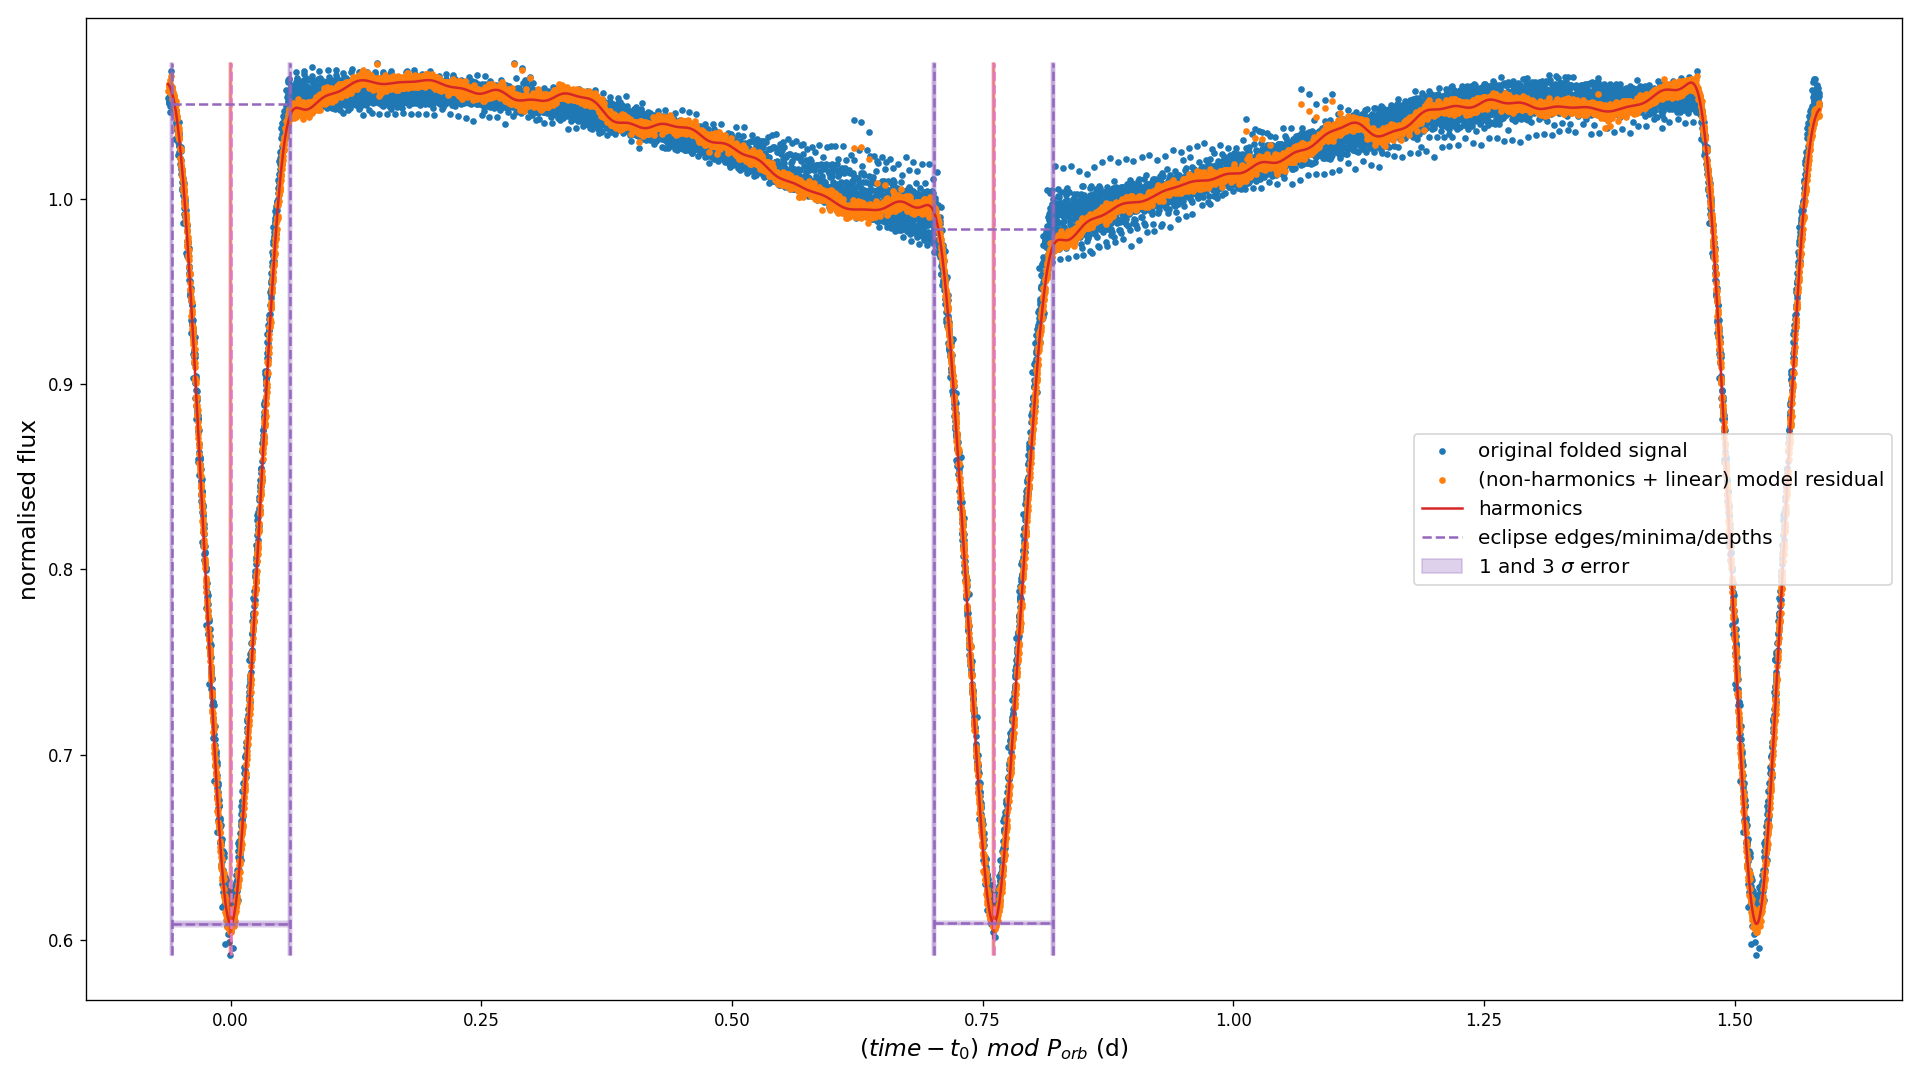 normalised flux
1.0
0.9
0.8
0.7
0.6
original folded signal
(non-harmonics + linear) model residual
harmonics
eclipse edges/minima/depths
1 and 3 σ error
0.00 0.25 0.50 0.75 1.00 1.25 1.50
(time − t₀) mod Pₒᵣb (d)